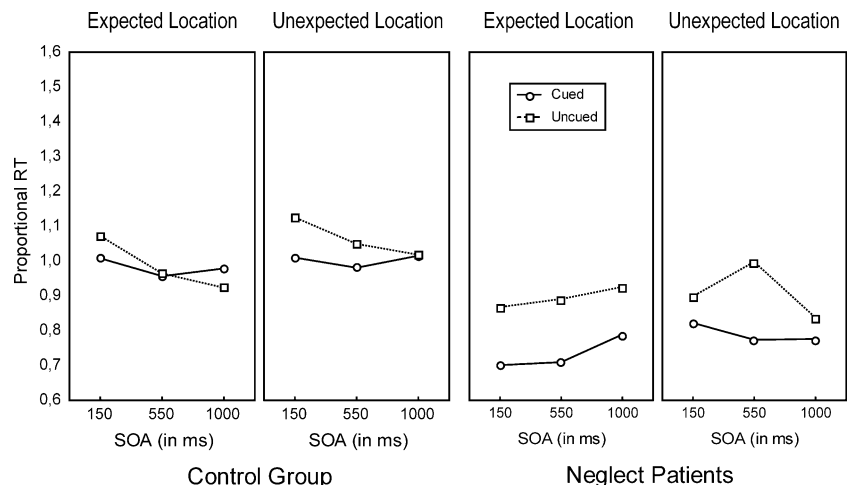 Expected Location Unexpected Location Expected Location Unexpected Location
1,6
1,5
1,4
1,3
1,2
1,1
1,0
0,9
0,8
0,7
0,6
Proportional RT
Cued
Uncued
150 550 1000 150 550 1000 150 550 1000 150 550 1000
SOA (in ms) SOA (in ms) SOA (in ms) SOA (in ms)
Control Group Neglect Patients